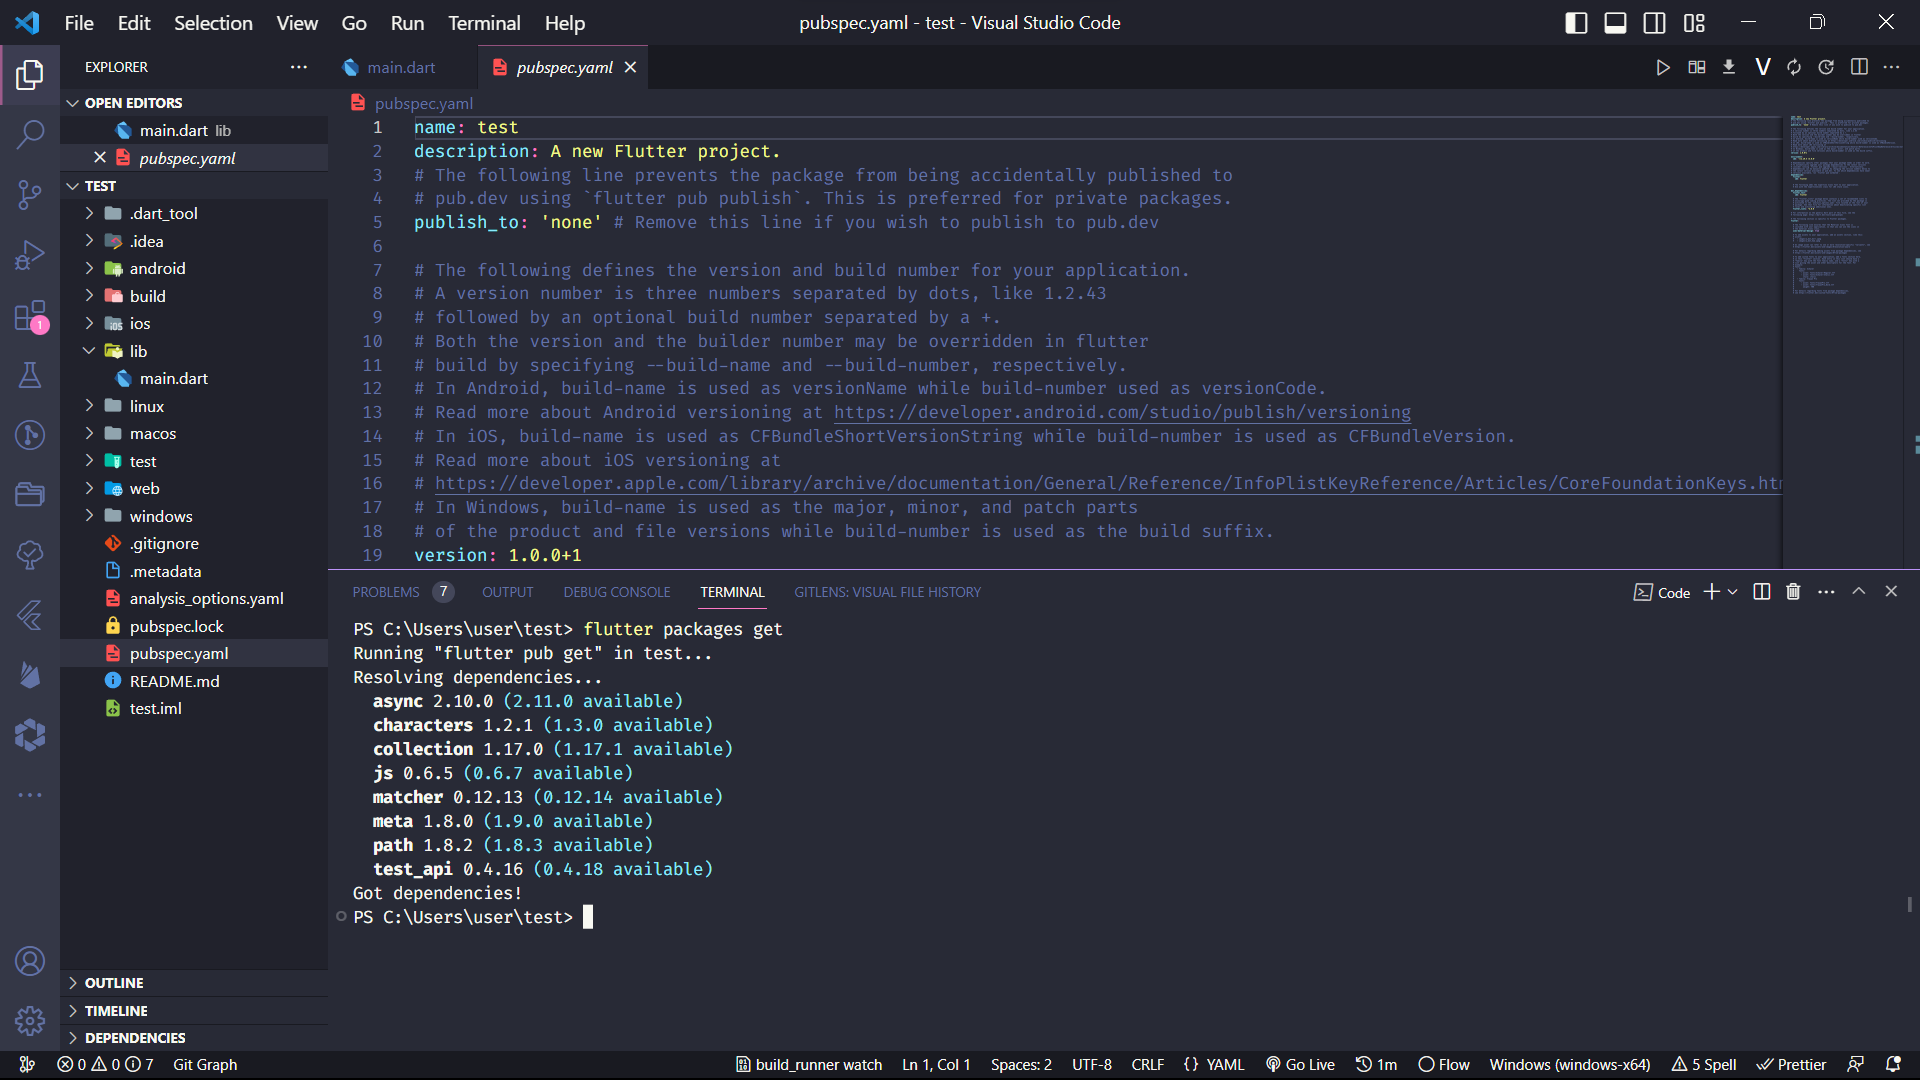 File Edit Selection View Go Run Terminal Help
pubspec.yaml - test - Visual Studio Code
EXPLORER
main.dart
pubspec.yaml
V
OPEN EDITORS
main.dart lib
pubspec.yaml
TEST
.dart_tool
.idea
android
build
ios
lib
main.dart
linux
macos
test
web
windows
.gitignore
.metadata
analysis_options.yaml
pubspec.lock
pubspec.yaml
README.md
test.iml
OUTLINE
TIMELINE
DEPENDENCIES
1
pubspec.yaml
1 name: test
2 description: A new Flutter project.
3 # The following line prevents the package from being accidentally published to
4 # pub.dev using `flutter pub publish`. This is preferred for private packages.
5 publish_to: 'none' # Remove this line if you wish to publish to pub.dev
6
7 # The following defines the version and build number for your application.
8 # A version number is three numbers separated by dots, like 1.2.43
9 # followed by an optional build number separated by a +.
10 # Both the version and the builder number may be overridden in flutter
11 # build by specifying --build-name and --build-number, respectively.
12 # In Android, build-name is used as versionName while build-number used as versionCode.
13 # Read more about Android versioning at https://developer.android.com/studio/publish/versioning
14 # In iOS, build-name is used as CFBundleShortVersionString while build-number is used as CFBundleVersion.
15 # Read more about iOS versioning at
16 # https://developer.apple.com/library/archive/documentation/General/Reference/InfoPlistKeyReference/Articles/CoreFoundationKeys.htm
17 # In Windows, build-name is used as the major, minor, and patch parts
18 # of the product and file versions while build-number is used as the build suffix.
19 version: 1.0.0+1
PROBLEMS 7 OUTPUT DEBUG CONSOLE TERMINAL GITLENS: VISUAL FILE HISTORY
Code
PS C:\Users\user\test> flutter packages get
Running "flutter pub get" in test...
Resolving dependencies...
async 2.10.0 (2.11.0 available)
characters 1.2.1 (1.3.0 available)
collection 1.17.0 (1.17.1 available)
js 0.6.5 (0.6.7 available)
matcher 0.12.13 (0.12.14 available)
meta 1.8.0 (1.9.0 available)
path 1.8.2 (1.8.3 available)
test_api 0.4.16 (0.4.18 available)
Got dependencies!
PS C:\Users\user\test>
0 0 7 Git Graph
build_runner watch Ln 1, Col 1 Spaces: 2 UTF-8 CRLF {} YAML Go Live 1m Flow Windows (windows-x64) 5 Spell Prettier